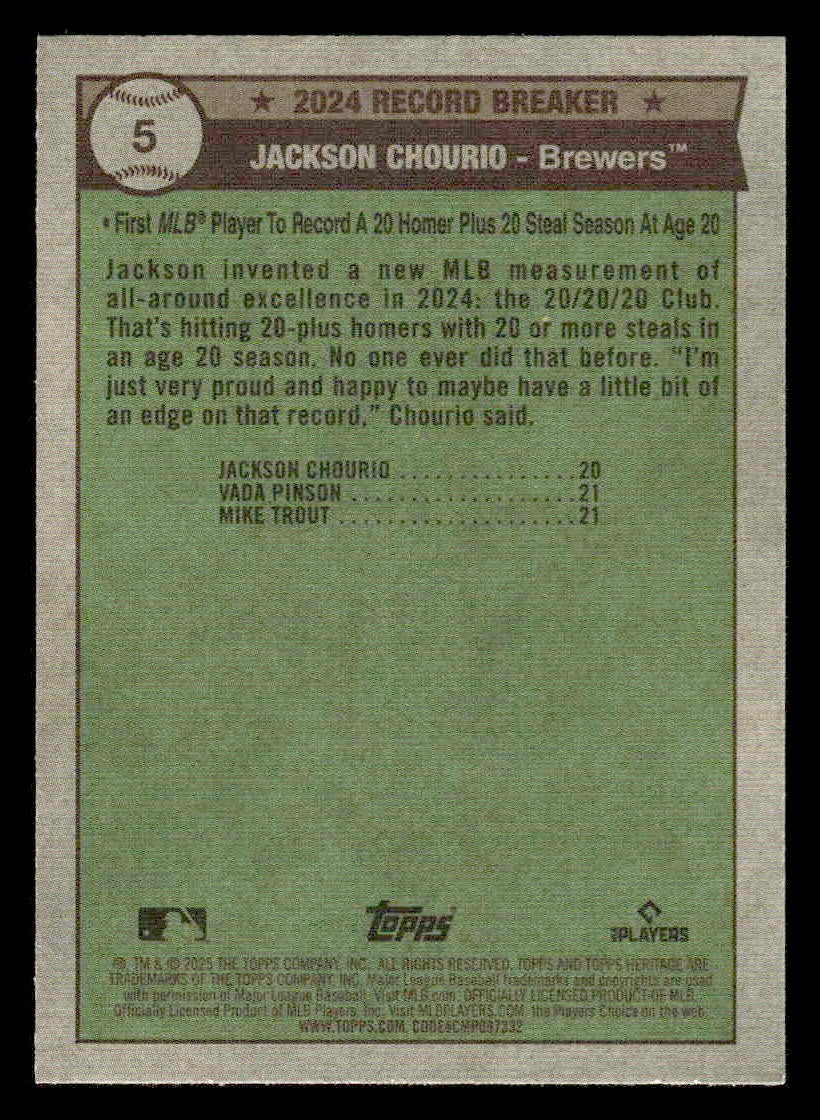 5
★ 2024 RECORD BREAKER ★
JACKSON CHOURIO - Brewers™
• First MLB® Player To Record A 20 Homer Plus 20 Steal Season At Age 20
Jackson invented a new MLB measurement of
all-around excellence in 2024: the 20/20/20 Club.
That's hitting 20-plus homers with 20 or more steals in
an age 20 season. No one ever did that before. "I'm
just very proud and happy to maybe have a little bit of
an edge on that record," Chourio said.
JACKSON CHOURIO ................20
VADA PINSON .....................21
MIKE TROUT ......................21
Topps
PLAYERS
® TM & © 2025 THE TOPPS COMPANY, INC. ALL RIGHTS RESERVED. TOPPS AND TOPPS HERITAGE ARE
TRADEMARKS OF THE TOPPS COMPANY, INC. Major League Baseball trademarks and copyrights are used
with permission of Major League Baseball. Visit MLB.com. OFFICIALLY LICENSED PRODUCT OF MLB.
Officially Licensed Product of MLB Players, Inc. Visit MLBPLAYERS.COM, the Players Choice on the web.
WWW.TOPPS.COM. CODE#CMP087332